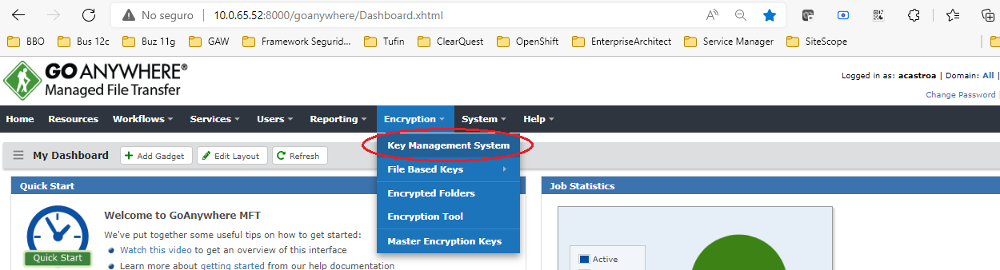 No seguro 10.0.65.52:8000/goanywhere/Dashboard.xhtml
BBO Bus 12c Buz 11g GAW Framework Segurid... Tufin ClearQuest OpenShift EnterpriseArchitect Service Manager SiteScope
GO ANYWHERE®
Managed File Transfer
Logged in as: acastroa | Domain: All |
Change Password
Home Resources Workflows Services Users Reporting Encryption System Help
Key Management System
File Based Keys
Encrypted Folders
Encryption Tool
Master Encryption Keys
My Dashboard Add Gadget Edit Layout Refresh
Quick Start
Quick Start
Welcome to GoAnywhere MFT
We've put together some useful tips on how to get started:
Watch this video to get an overview of this interface
Learn more about getting started from our help documentation
Job Statistics
Active